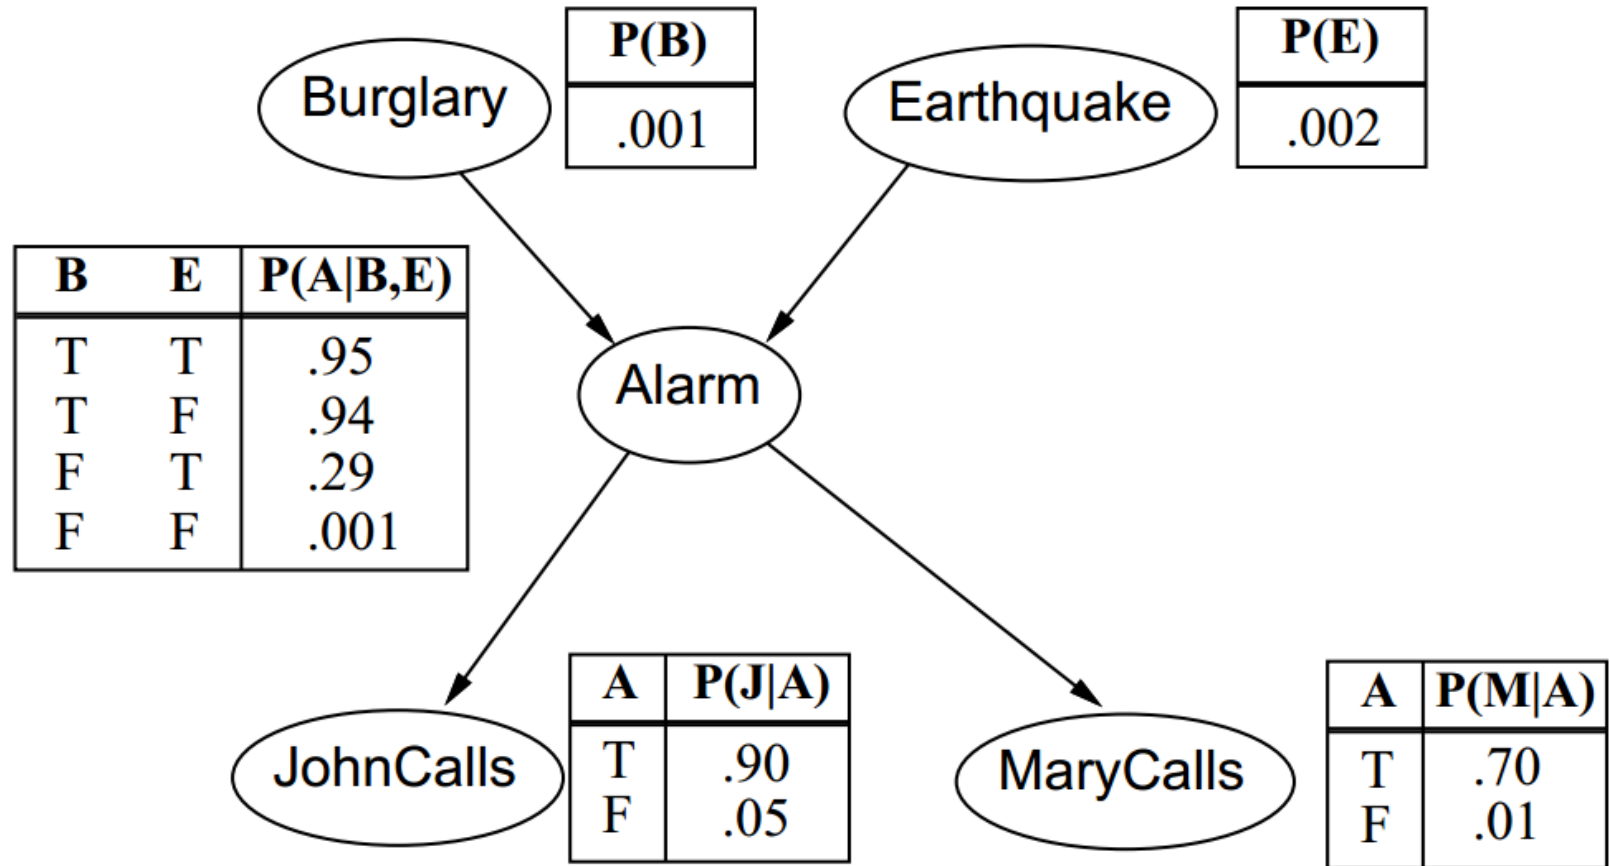 Burglary
P(B)
.001
Earthquake
P(E)
.002
B E P(A|B,E)
T T .95
T F .94
F T .29
F F .001
Alarm
JohnCalls
A P(J|A)
T .90
F .05
MaryCalls
A P(M|A)
T .70
F .01